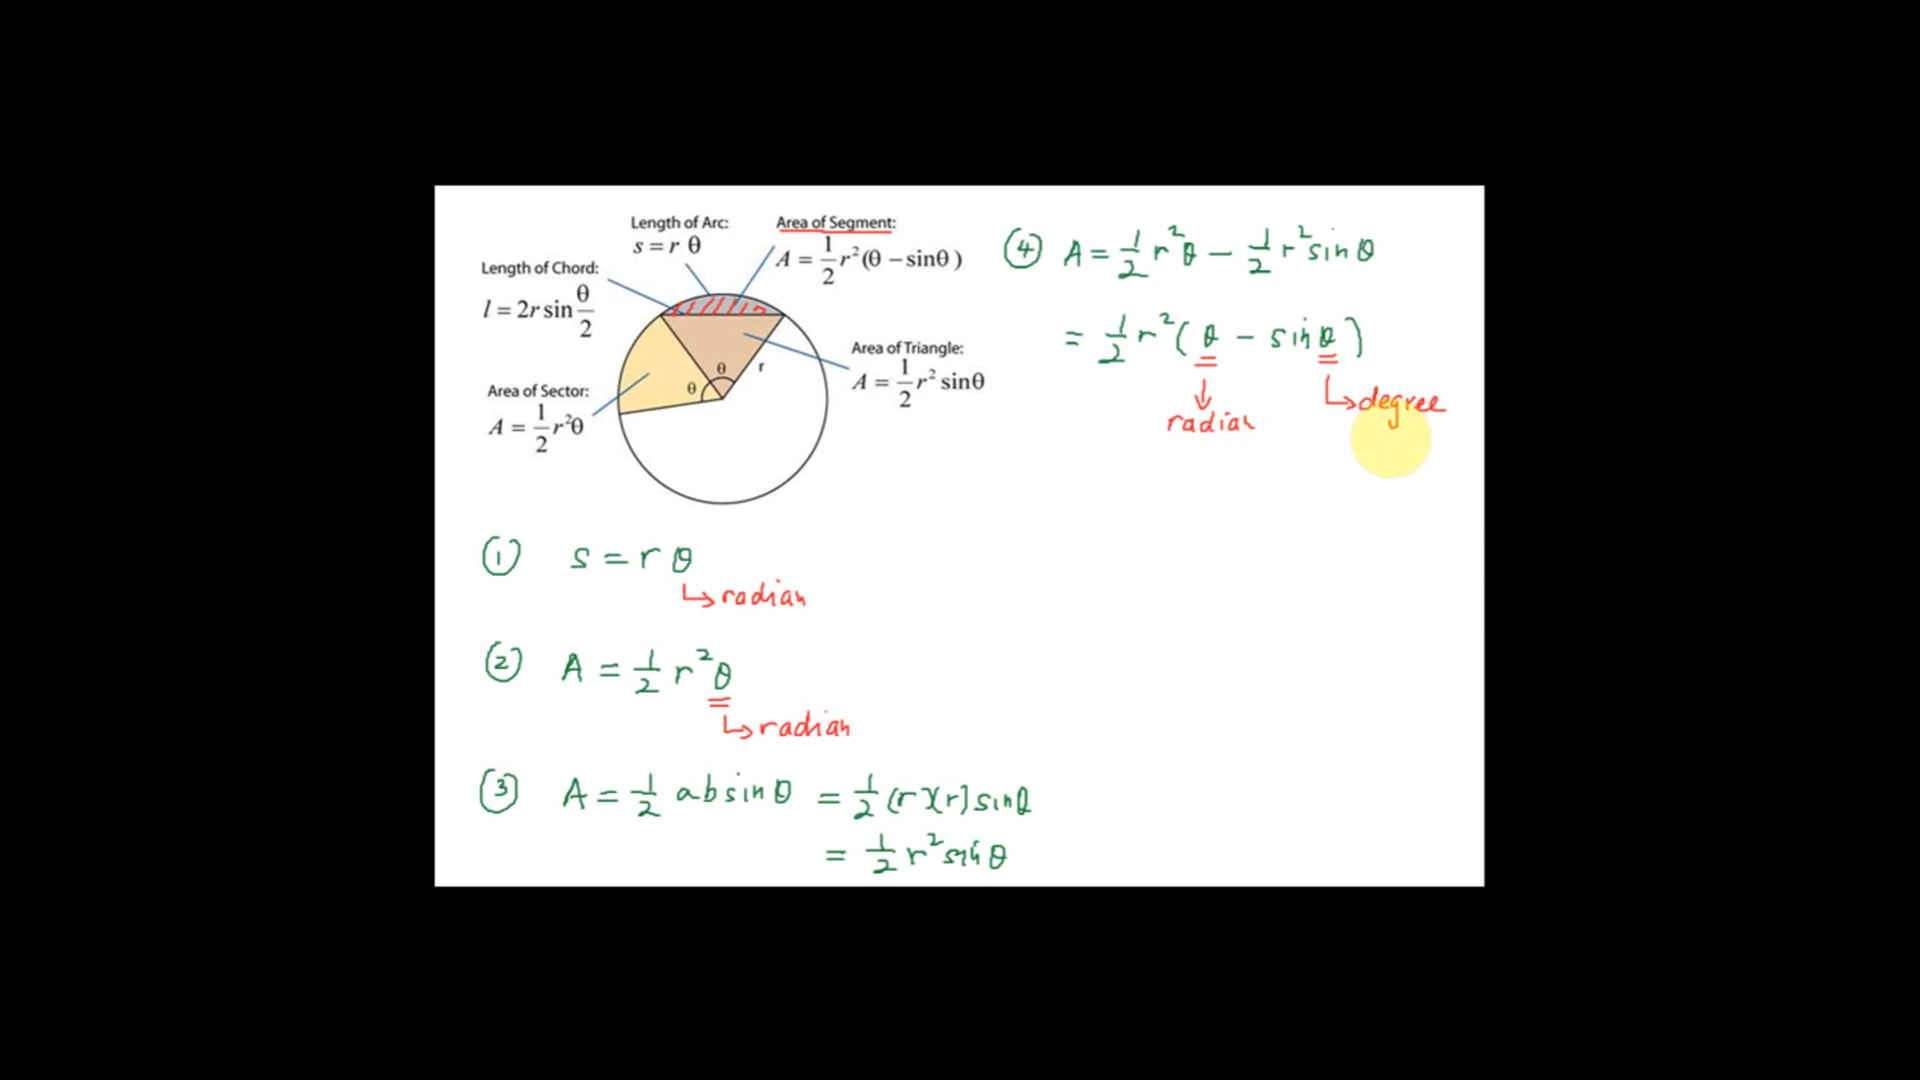 Length of Arc:
s = r θ
Area of Segment:
A = 1/2 r²(θ − sinθ)
Length of Chord:
l = 2r sin θ/2
Area of Triangle:
A = 1/2 r² sinθ
Area of Sector:
A = 1/2 r²θ
θ
θ
r
④ A = 1/2 r²θ − 1/2 r² sin θ
= 1/2 r² (θ − sin θ)
radian
degree
① s = r θ
radian
② A = 1/2 r² θ
radian
③ A = 1/2 ab sin θ = 1/2 (r)(r) sin θ
= 1/2 r² sin θ